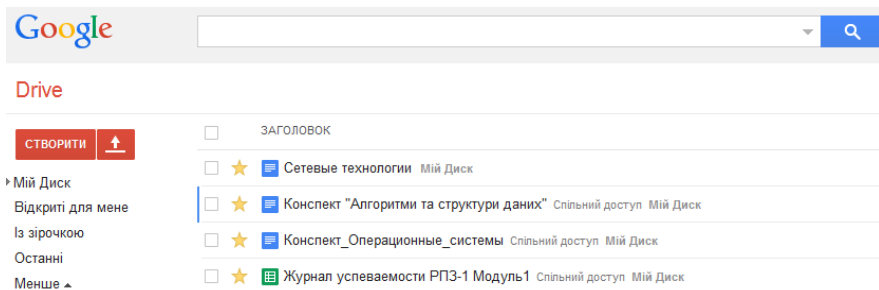 Google
Drive
СТВОРИТИ
ЗАГОЛОВОК
Сетевые технологии Мій Диск
Мій Диск
Конспект "Алгоритми та структури даних" Спільний доступ Мій Диск
Відкриті для мене
Із зірочкою
Конспект_Операционные_системы Спільний доступ Мій Диск
Останні
Журнал успеваемости РПЗ-1 Модуль1 Спільний доступ Мій Диск
Менше